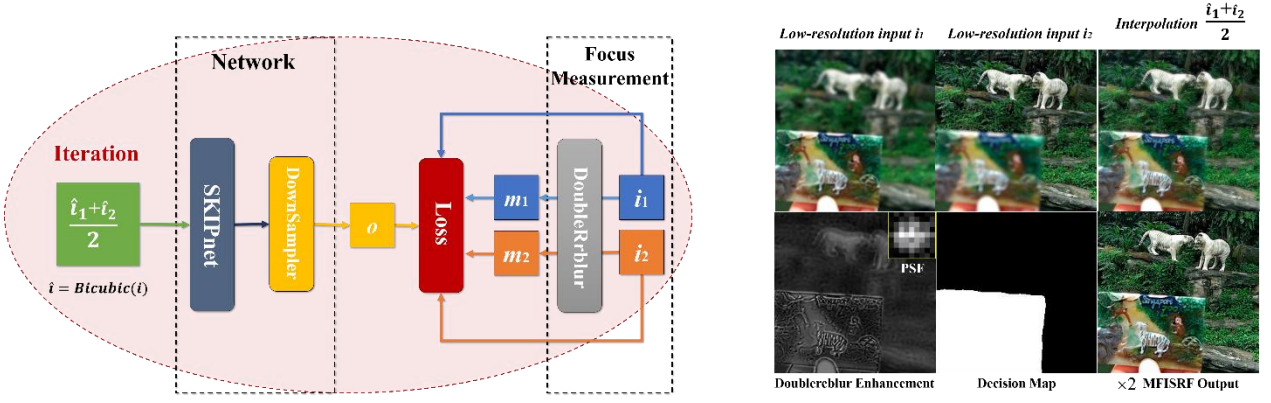 Network
Focus
Measurement
Iteration
î₁+î₂
2
î = Bicubic(i)
SKIPnet
DownSampler
o
Loss
m₁
m₂
DoubleRrblur
i₁
i₂
Low-resolution input i₁
Low-resolution input i₂
Interpolation î₁+î₂
2
Singapore
PSF
Doublereblur Enhancement
Decision Map
×2 MFISRF Output